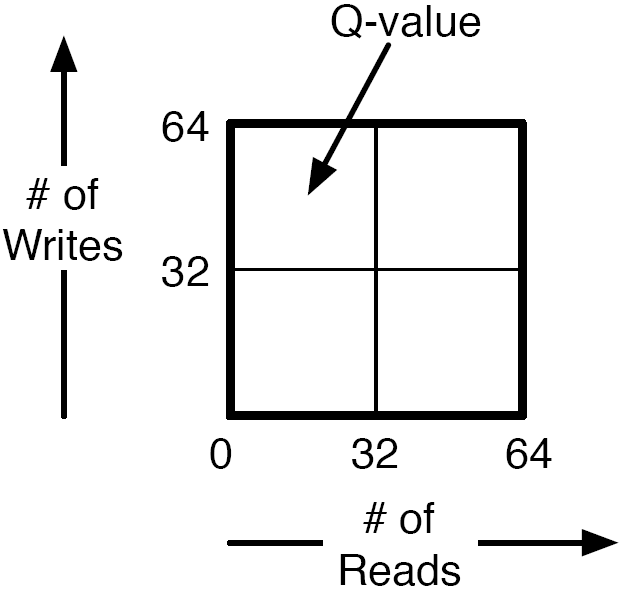 Q-value
64
# of
Writes
32
0
32
64
# of
Reads